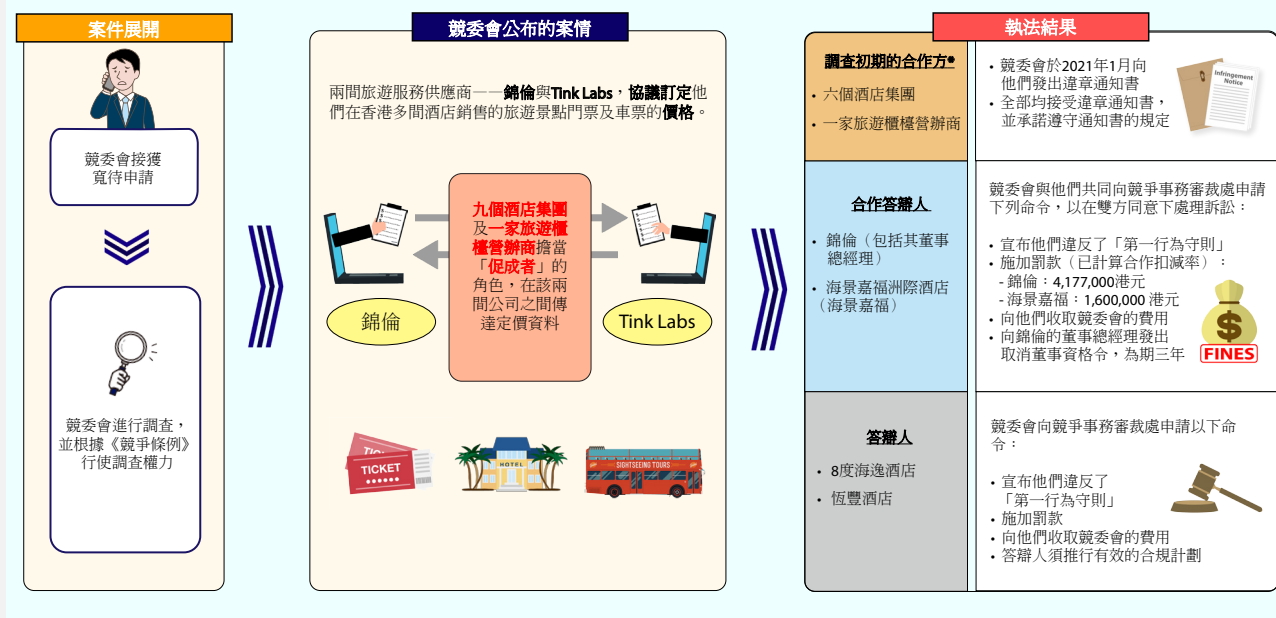 案件展開
競委會接獲
寬待申請
競委會進行調查，
並根據《競爭條例》
行使調查權力
競委會公布的案情
兩間旅遊服務供應商——錦倫與Tink Labs，協議訂定他
們在香港多間酒店銷售的旅遊景點門票及車票的價格。
九個酒店集團
及一家旅遊櫃
檯營辦商擔當
「促成者」的
角色，在該兩
間公司之間傳
達定價資料
錦倫
Tink Labs
TICKET
TICKET
HOTEL
SIGHTSEEING TOURS
執法結果
調查初期的合作方*
• 六個酒店集團
• 一家旅遊櫃檯營辦商
• 競委會於2021年1月向
他們發出違章通知書
• 全部均接受違章通知書，
並承諾遵守通知書的規定
Infringement
Notice
合作答辯人
• 錦倫（包括其董事
總經理）
• 海景嘉福洲際酒店
（海景嘉福）
競委會與他們共同向競爭事務審裁處申請
下列命令，以在雙方同意下處理訴訟：
• 宣布他們違反了「第一行為守則」
• 施加罰款（已計算合作扣減率）：
- 錦倫：4,177,000港元
- 海景嘉福：1,600,000 港元
• 向他們收取競委會的費用
• 向錦倫的董事總經理發出
取消董事資格令，為期三年
$
FINES
答辯人
• 8度海逸酒店
• 恆豐酒店
競委會向競爭事務審裁處申請以下命
令：
• 宣布他們違反了
「第一行為守則」
• 施加罰款
• 向他們收取競委會的費用
• 答辯人須推行有效的合規計劃